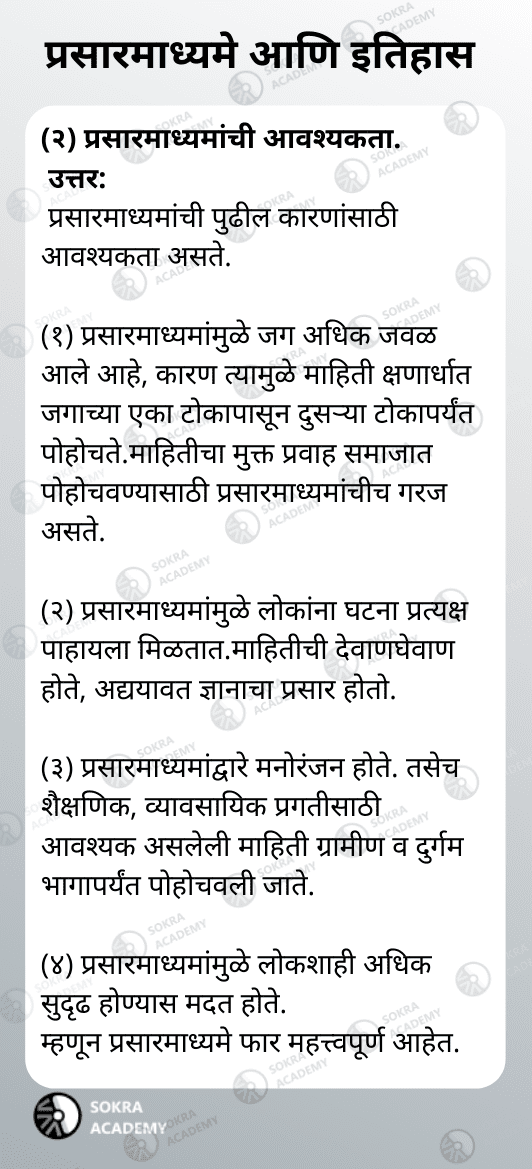 प्रसारमाध्यमे आणि इतिहास
(२) प्रसारमाध्यमांची आवश्यकता.
उत्तर:
प्रसारमाध्यमांची पुढील कारणांसाठी
आवश्यकता असते.
(१) प्रसारमाध्यमांमुळे जग अधिक जवळ
आले आहे, कारण त्यामुळे माहिती क्षणार्धात
जगाच्या एका टोकापासून दुसऱ्या टोकापर्यंत
पोहोचते.माहितीचा मुक्त प्रवाह समाजात
पोहोचवण्यासाठी प्रसारमाध्यमांचीच गरज
असते.
(२) प्रसारमाध्यमांमुळे लोकांना घटना प्रत्यक्ष
पाहायला मिळतात.माहितीची देवाणघेवाण
होते, अद्ययावत ज्ञानाचा प्रसार होतो.
(३) प्रसारमाध्यमांद्वारे मनोरंजन होते. तसेच
शैक्षणिक, व्यावसायिक प्रगतीसाठी
आवश्यक असलेली माहिती ग्रामीण व दुर्गम
भागापर्यंत पोहोचवली जाते.
(४) प्रसारमाध्यमांमुळे लोकशाही अधिक
सुदृढ होण्यास मदत होते.
म्हणून प्रसारमाध्यमे फार महत्त्वपूर्ण आहेत.
SOKRA
ACADEMY